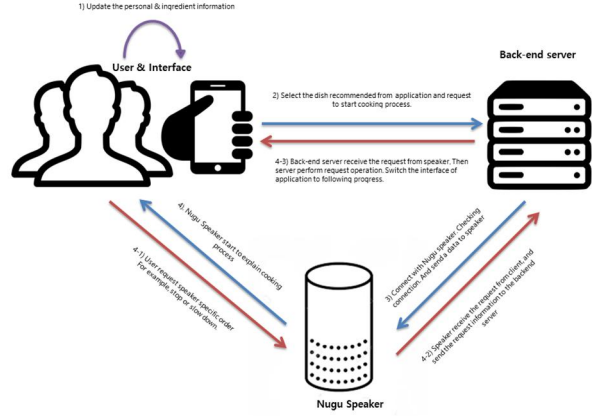 1) Update the personal & inqredient information
User & Interface
Back-end server
2) Select the dish recommended from application and request
to start cooking process.
4-3) Back-end server receive the request from speaker. Then
server perform request operation. Switch the interface of
application to following progress.
4). Nugu Speaker start to explain cooking
process
4-1) User request speaker specific order
For example, stop or slow down.
3) Connect with Nugu speaker. Checking
connection. And send a data to speaker
4-2) Speaker receive the request from client, and
send the request information to the backend
server
Nugu Speaker